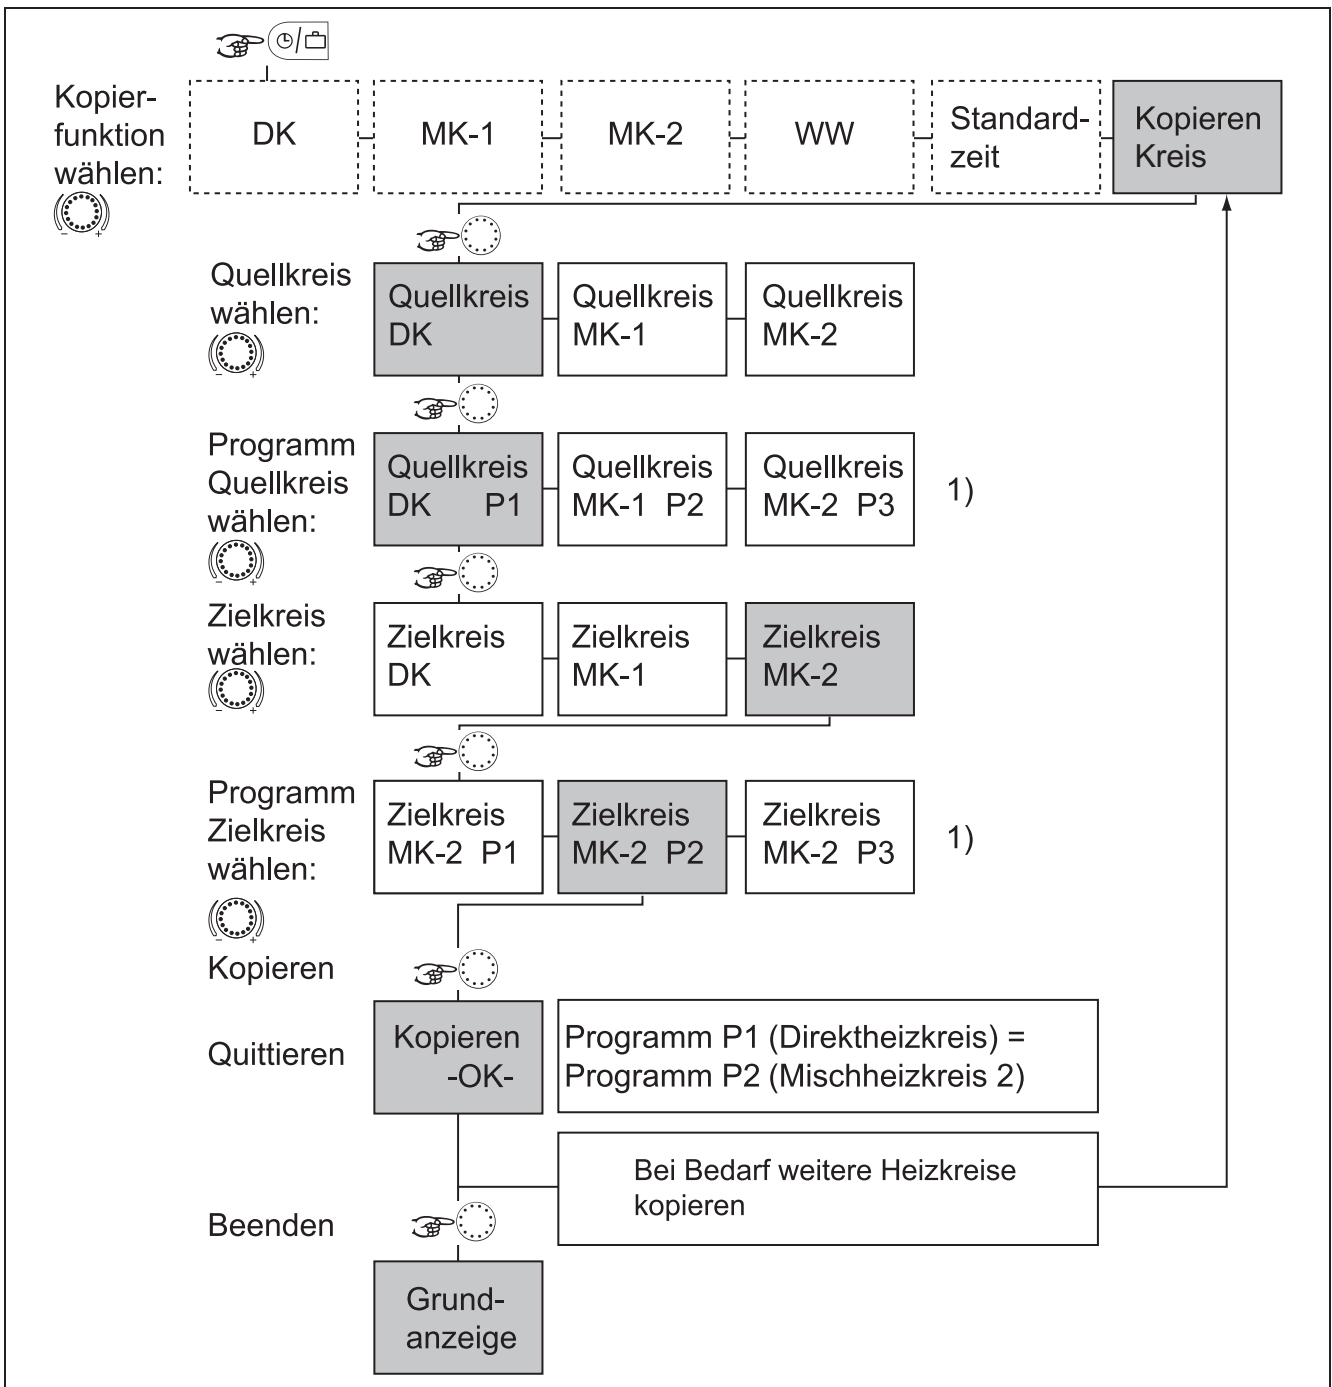 Kopier-
funktion
wählen:
DK
MK-1
MK-2
WW
Standard-
zeit
Kopieren
Kreis
- +
Quellkreis
wählen:
- +
Quellkreis
DK
Quellkreis
MK-1
Quellkreis
MK-2
Programm
Quellkreis
wählen:
- +
Quellkreis
DK P1
Quellkreis
MK-1 P2
Quellkreis
MK-2 P3
1)
Zielkreis
wählen:
- +
Zielkreis
DK
Zielkreis
MK-1
Zielkreis
MK-2
Programm
Zielkreis
wählen:
- +
Zielkreis
MK-2 P1
Zielkreis
MK-2 P2
Zielkreis
MK-2 P3
1)
Kopieren
Quittieren
Kopieren
-OK-
Programm P1 (Direktheizkreis) =
Programm P2 (Mischheizkreis 2)
Bei Bedarf weitere Heizkreise
kopieren
Beenden
Grund-
anzeige